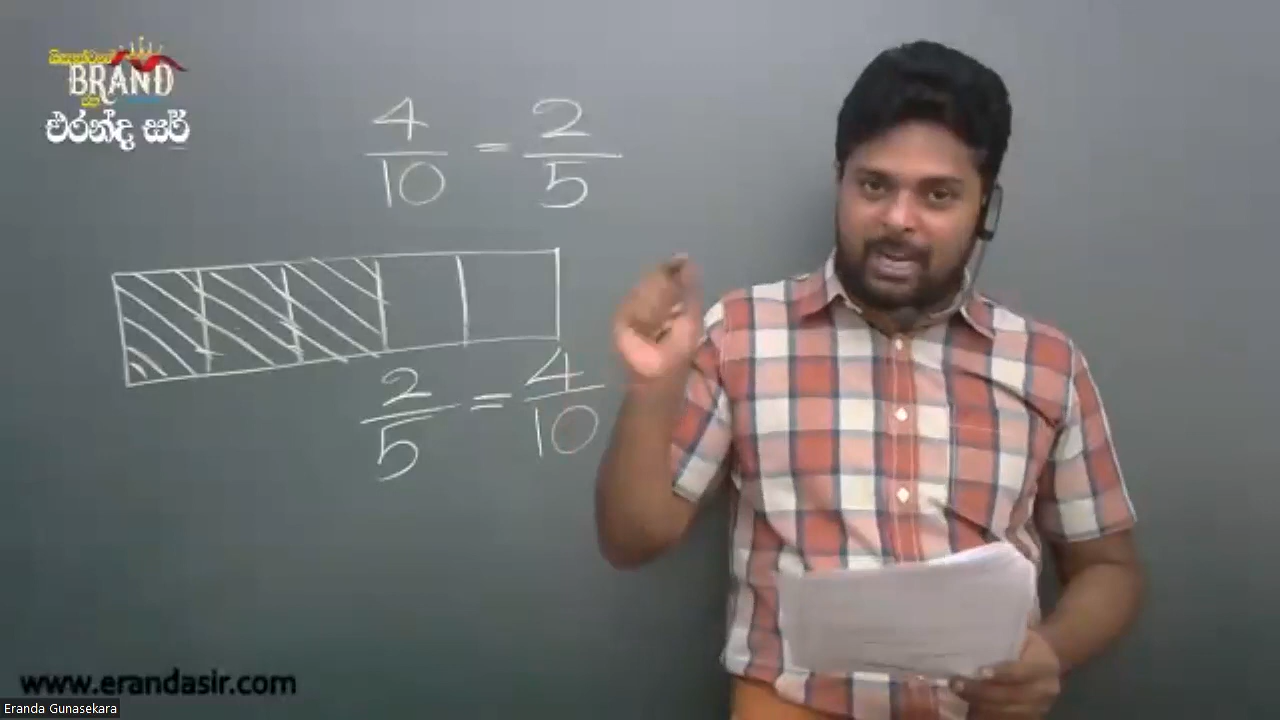 BRAND
එරන්ද සර්
4/10 = 2/5
2/5 = 4/10
www.erandasir.com
Eranda Gunasekara